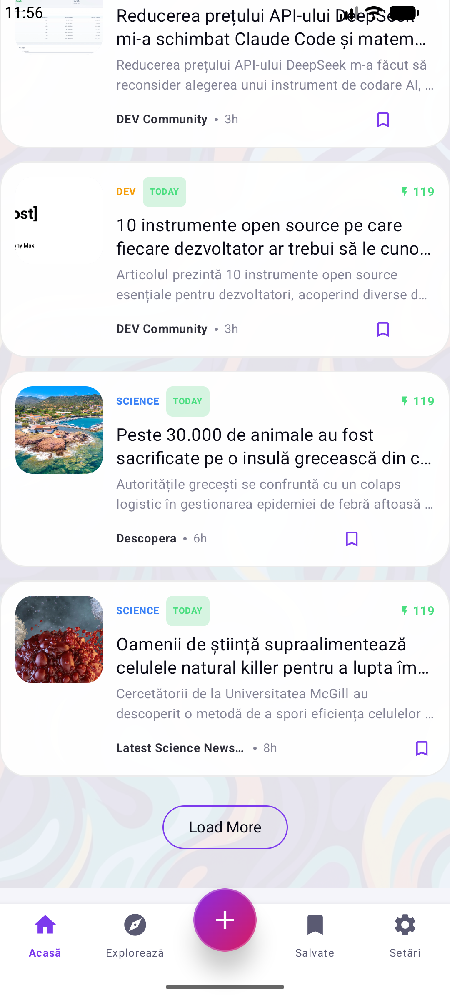 11:56
Reducerea prețului API-ului DeepSeek
mi-a schimbat Claude Code și matem…
Reducerea prețului API-ului DeepSeek m-a făcut să
reconsider alegerea unui instrument de codare AI, …
DEV Community • 3h
ost]
ony Max
DEV TODAY 119
10 instrumente open source pe care
fiecare dezvoltator ar trebui să le cuno…
Articolul prezintă 10 instrumente open source
esențiale pentru dezvoltatori, acoperind diverse d…
DEV Community • 3h
SCIENCE TODAY 119
Peste 30.000 de animale au fost
sacrificate pe o insulă grecească din c…
Autoritățile grecești se confruntă cu un colaps
logistic în gestionarea epidemiei de febră aftoasă …
Descopera • 6h
SCIENCE TODAY 119
Oamenii de știință supraalimentează
celulele natural killer pentru a lupta îm…
Cercetătorii de la Universitatea McGill au
descoperit o metodă de a spori eficiența celulelor …
Latest Science News… • 8h
Load More
Acasă
Explorează
Salvate
Setări